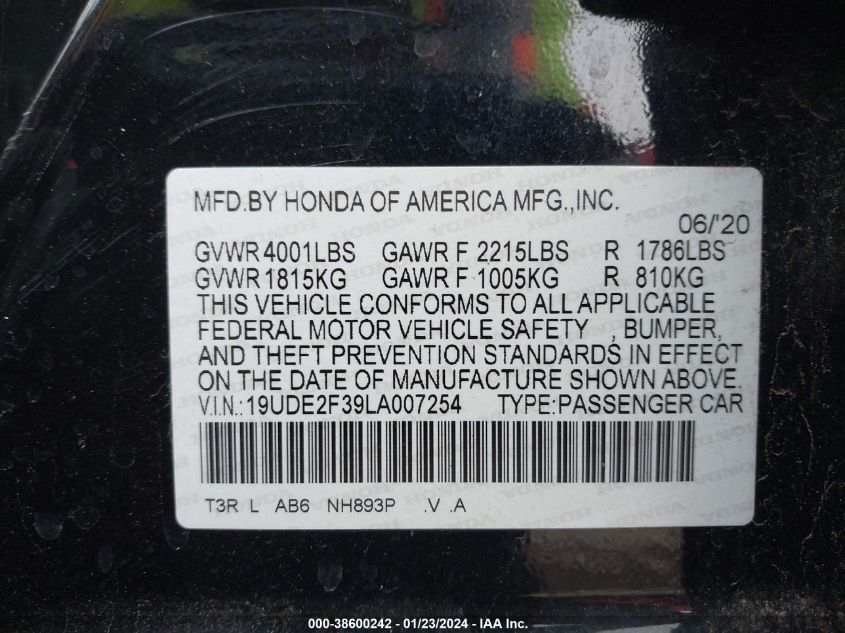 MFD.BY HONDA OF AMERICA MFG.,INC.
06/'20
GVWR 4001LBS GAWR F 2215LBS R 1786LBS
GVWR 1815KG GAWR F 1005KG R 810KG
THIS VEHICLE CONFORMS TO ALL APPLICABLE
FEDERAL MOTOR VEHICLE SAFETY , BUMPER,
AND THEFT PREVENTION STANDARDS IN EFFECT
ON THE DATE OF MANUFACTURE SHOWN ABOVE.
V.I.N.: 19UDE2F39LA007254 TYPE:PASSENGER CAR
T3R L AB6 NH893P .V .A
000-38600242 - 01/23/2024 - IAA Inc.